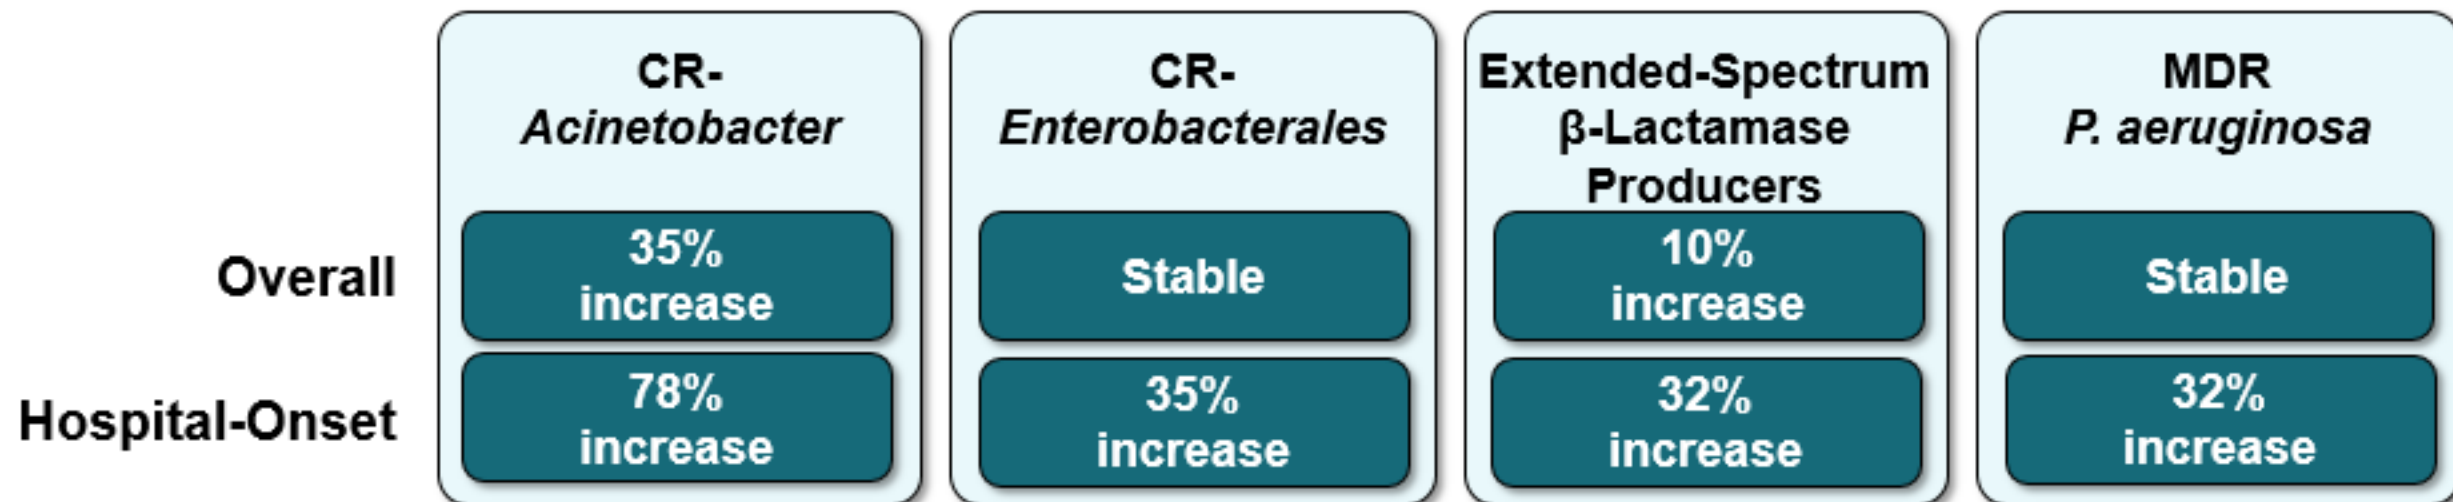 CR-
Acinetobacter
CR-
Enterobacterales
Extended-Spectrum
β-Lactamase
Producers
MDR
P. aeruginosa
Overall
35%
increase
Stable
10%
increase
Stable
Hospital-Onset
78%
increase
35%
increase
32%
increase
32%
increase